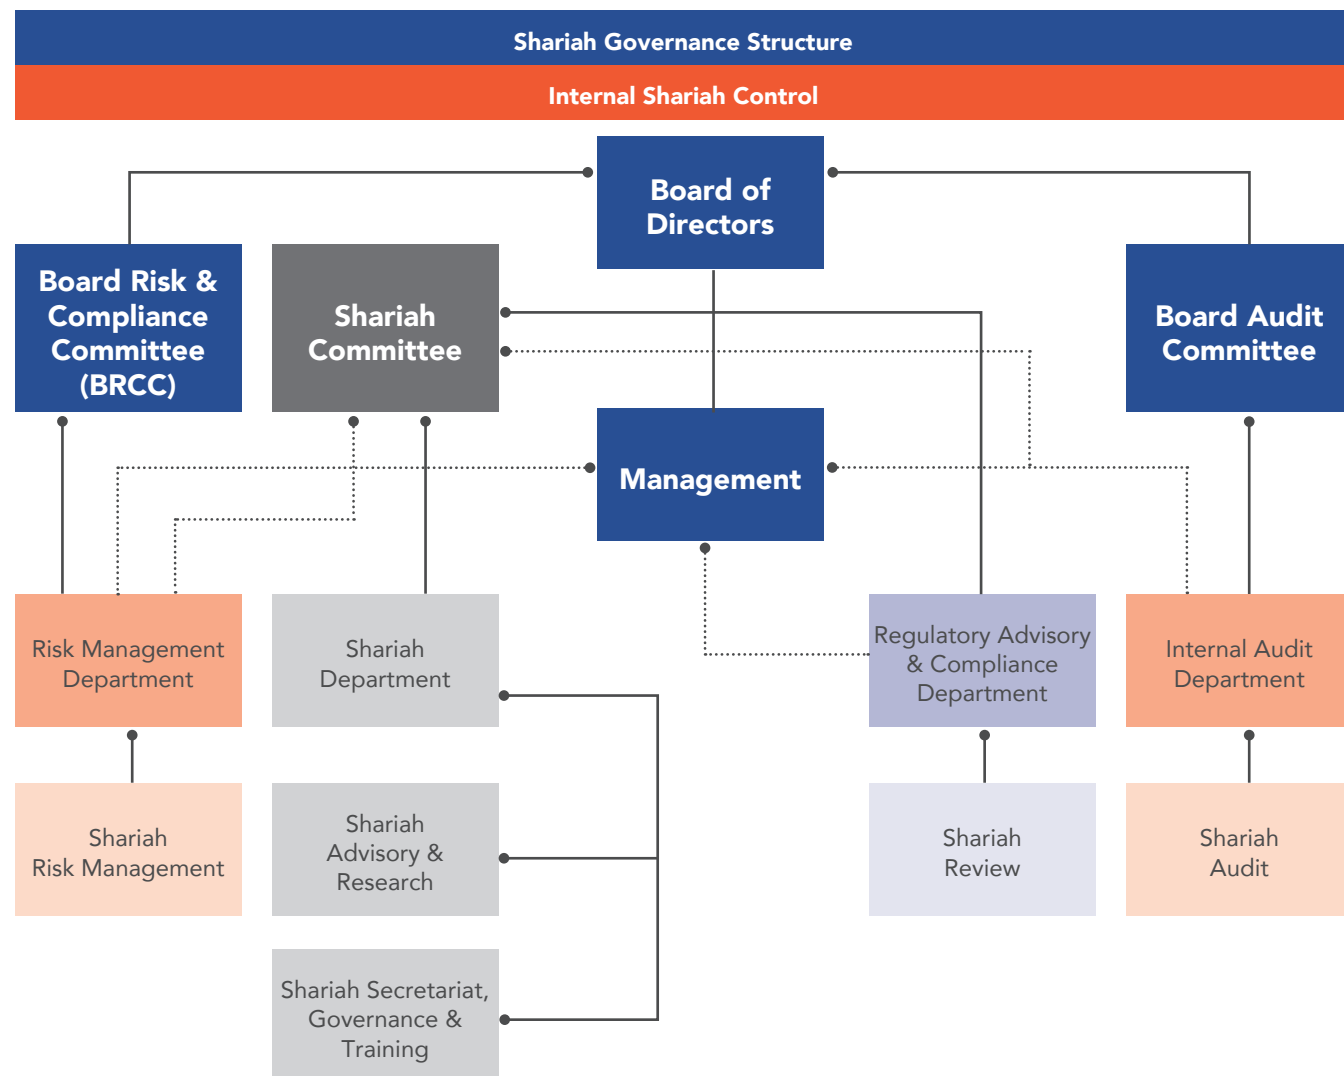 Shariah Governance Structure
Internal Shariah Control
Board of
Directors
Board Risk &
Compliance
Committee
(BRCC)
Shariah
Committee
Board Audit
Committee
Management
Risk Management
Department
Shariah
Department
Regulatory Advisory
& Compliance
Department
Internal Audit
Department
Shariah
Risk Management
Shariah
Advisory &
Research
Shariah
Review
Shariah
Audit
Shariah Secretariat,
Governance &
Training